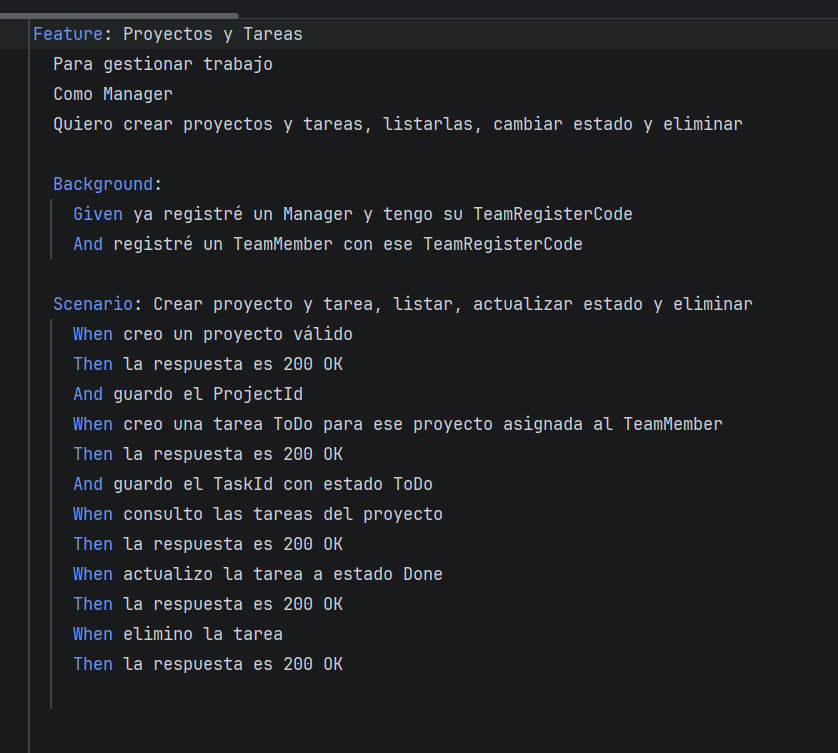 Feature: Proyectos y Tareas
Para gestionar trabajo
Como Manager
Quiero crear proyectos y tareas, listarlas, cambiar estado y eliminar
Background:
Given ya registré un Manager y tengo su TeamRegisterCode
And registré un TeamMember con ese TeamRegisterCode
Scenario: Crear proyecto y tarea, listar, actualizar estado y eliminar
When creo un proyecto válido
Then la respuesta es 200 OK
And guardo el ProjectId
When creo una tarea ToDo para ese proyecto asignada al TeamMember
Then la respuesta es 200 OK
And guardo el TaskId con estado ToDo
When consulto las tareas del proyecto
Then la respuesta es 200 OK
When actualizo la tarea a estado Done
Then la respuesta es 200 OK
When elimino la tarea
Then la respuesta es 200 OK